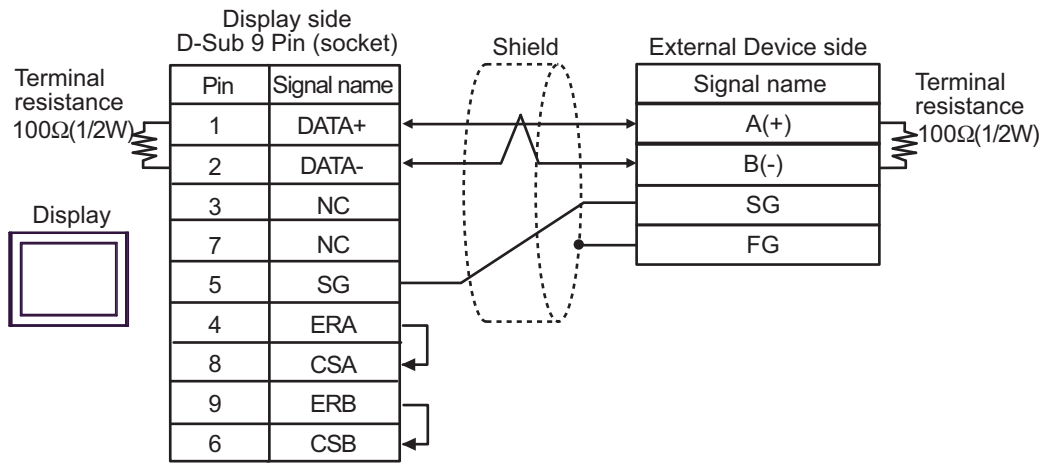 Display side
D-Sub 9 Pin (socket)
Shield
External Device side
Terminal
resistance
100Ω(1/2W)
Pin Signal name
Signal name
Terminal
resistance
100Ω(1/2W)
1 DATA+
A(+)
2 DATA-
B(-)
3 NC
SG
Display
7 NC
FG
5 SG
4 ERA
8 CSA
9 ERB
6 CSB